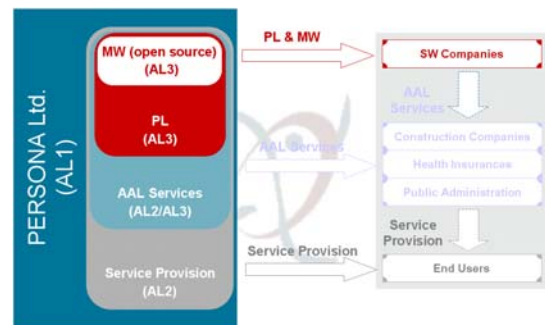 PERSONA Ltd.
(AL1)
MW (open source)
(AL3)
PL
(AL3)
AAL Services
(AL2/AL3)
Service Provision
(AL2)
PL & MW
AAL Services
Service Provision
SW Companies
AAL
Services
Construction Companies
Health Insurances
Public Administration
Service
Provision
End Users